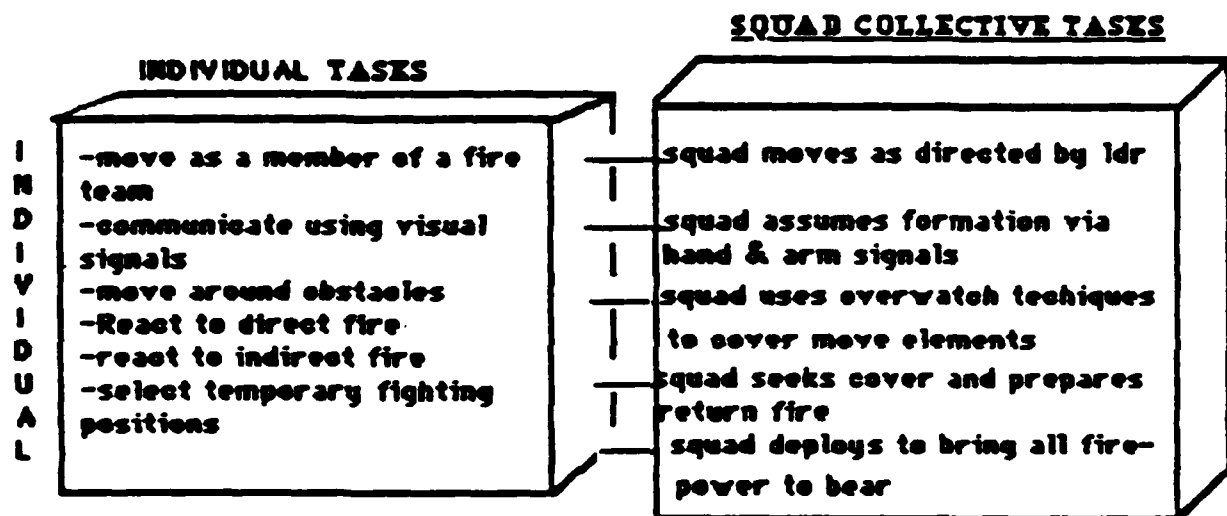 SQUAD COLLECTIVE TASKS
INDIVIDUAL TASKS
INDIVIDUAL
-move as a member of a fire
team
-communicate using visual
signals
-move around obstacles
-React to direct fire
-react to indirect fire
-select temporary fighting
positions
squad moves as directed by ldr
squad assumes formation via
hand & arm signals
squad uses overwatch techiques
to cover move elements
squad seeks cover and prepares
return fire
squad deploys to bring all fire-
power to bear